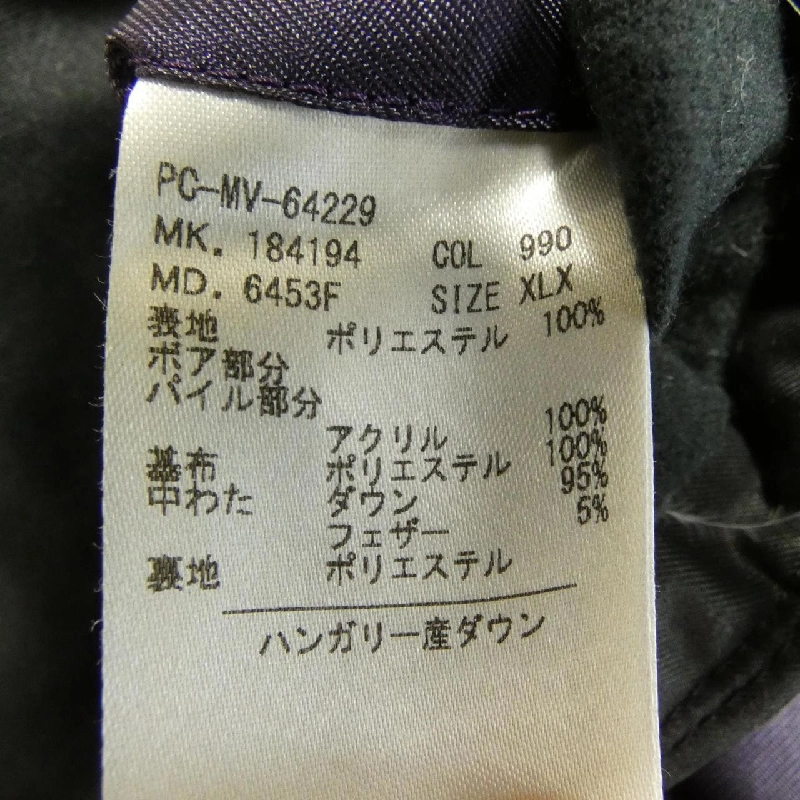 PC-MV-64229
MK. 184194 COL 990
MD. 6453F SIZE XLX
表地 ポリエステル 100%
ボア部分
パイル部分
アクリル 100%
基布 ポリエステル 100%
中わた ダウン 95%
フェザー 5%
裏地 ポリエステル
ハンガリー産ダウン